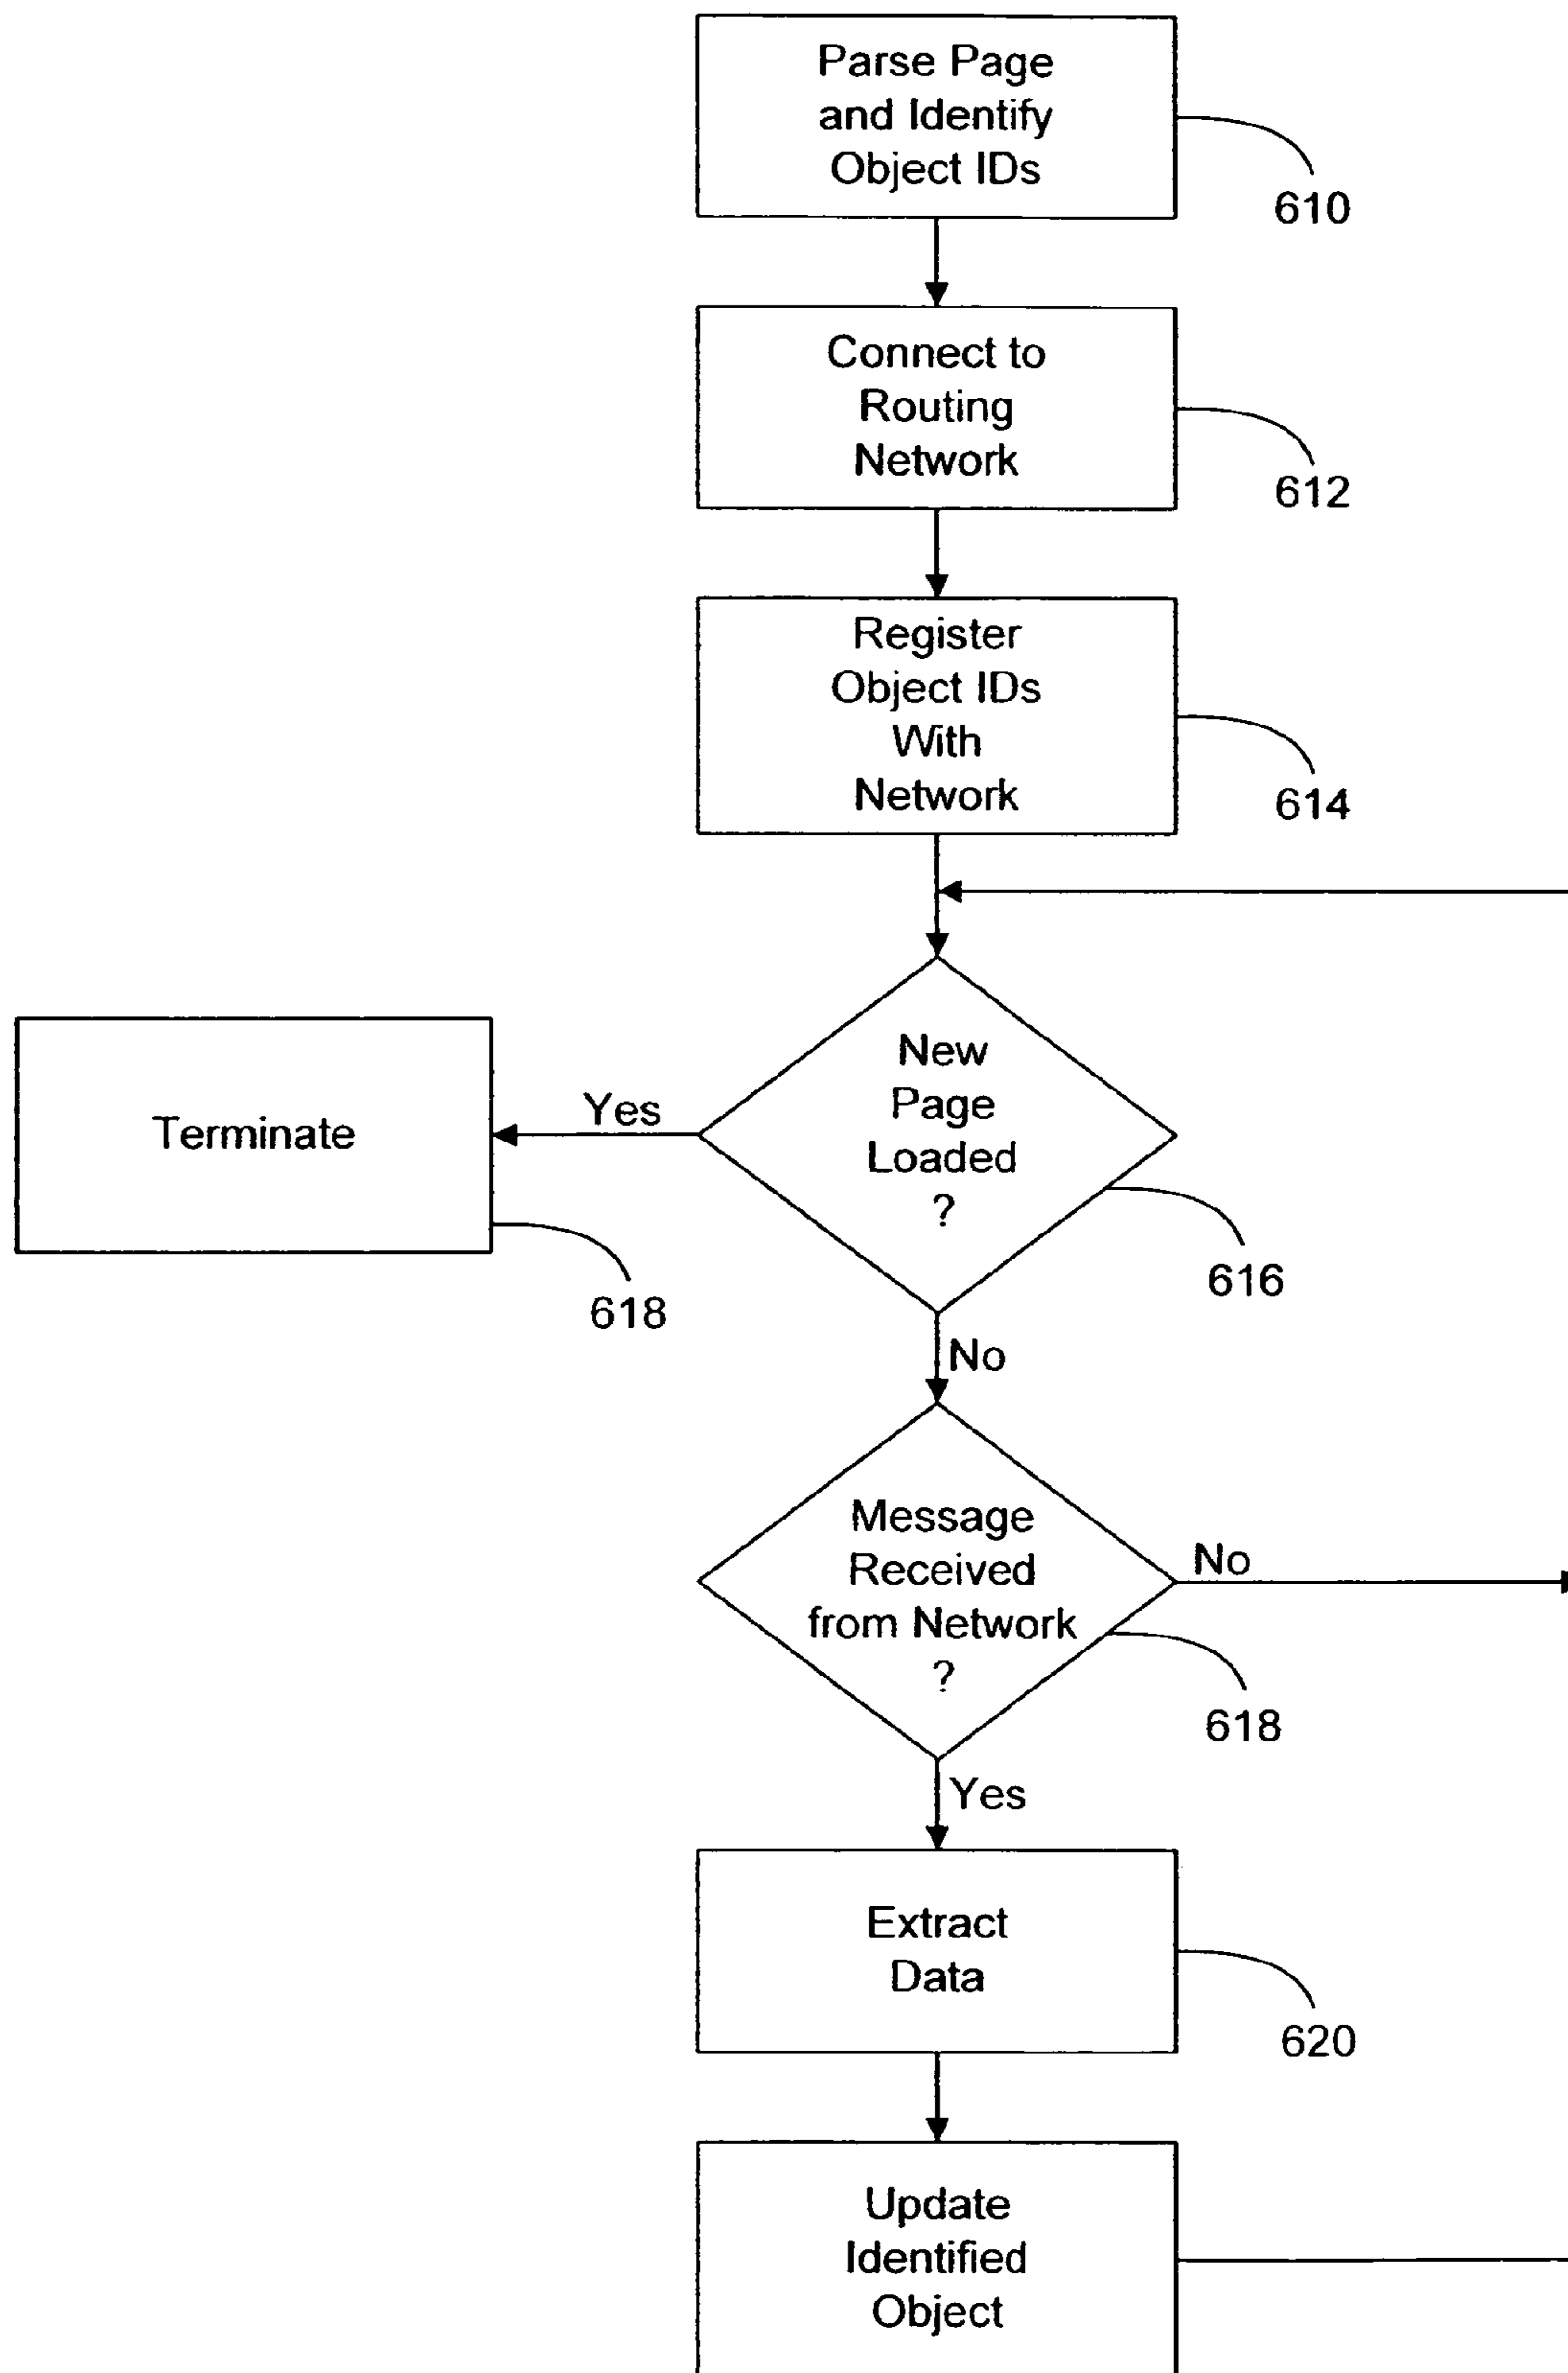 Parse Page
and Identify
Object IDs
610
Connect to
Routing
Network
612
Register
Object IDs
With
Network
614
New
Page
Loaded
?
616
Yes
Terminate
618
No
Message
Received
from Network
?
618
No
Yes
Extract
Data
620
Update
Identified
Object